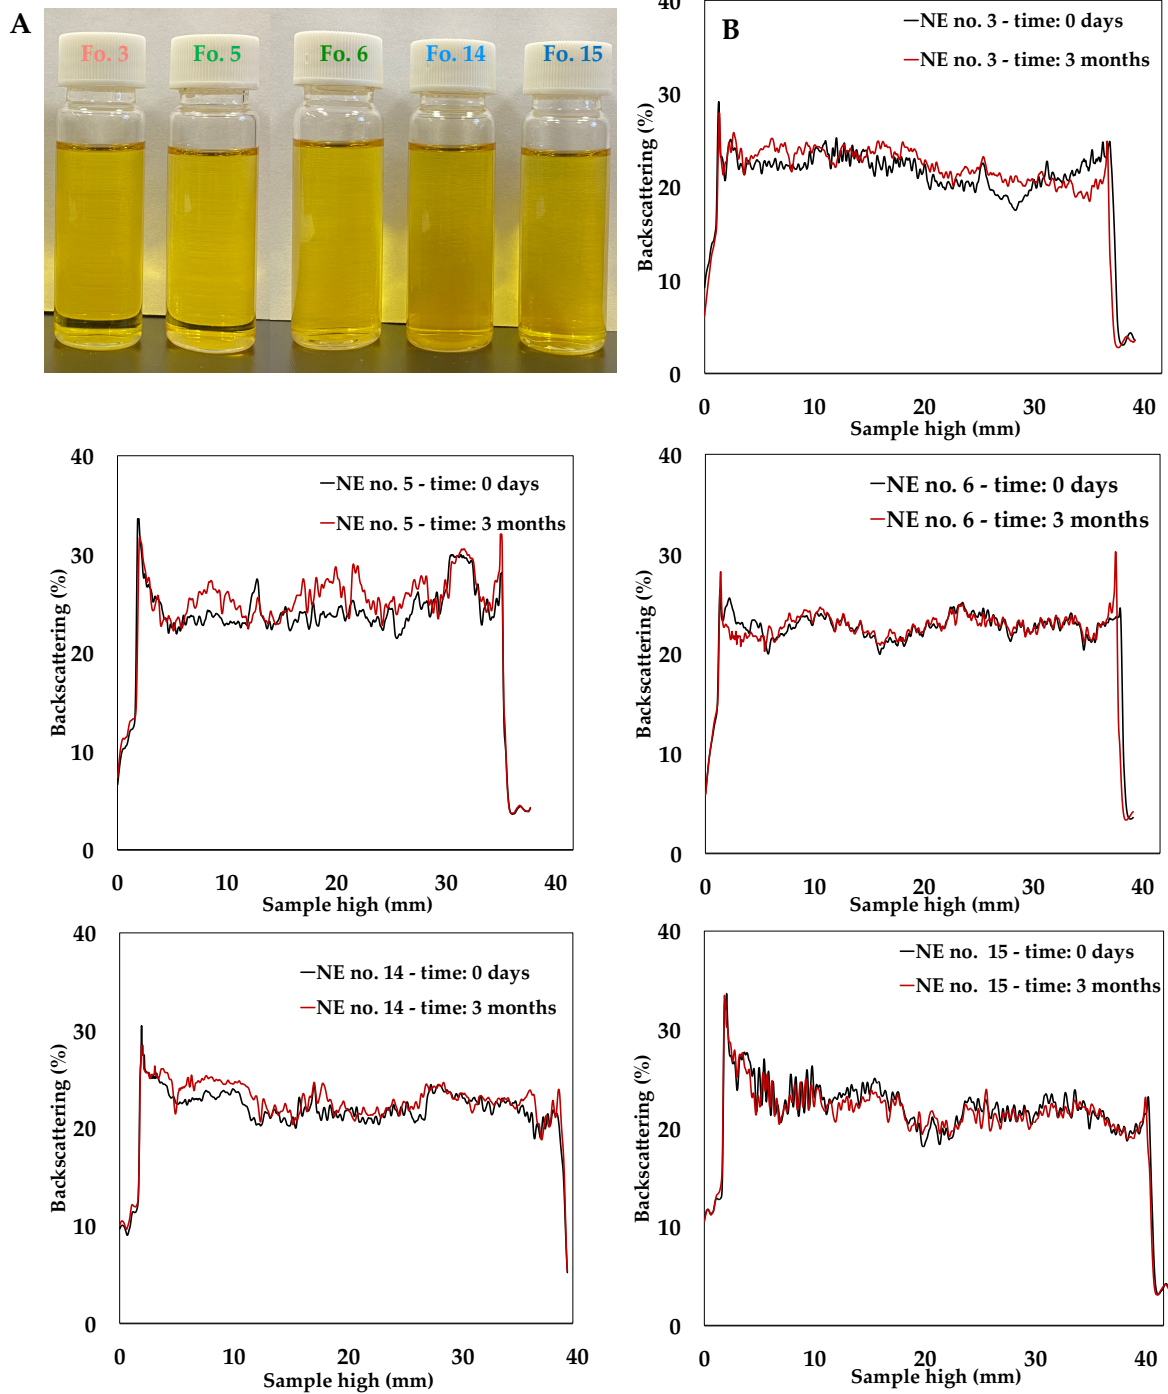 A
Fo. 3
Fo. 5
Fo. 6
Fo. 14
Fo. 15
B
NE no. 3 - time: 0 days
NE no. 3 - time: 3 months
40
30
20
10
0
Backscattering (%)
0 10 20 30 40
Sample high (mm)
NE no. 5 - time: 0 days
NE no. 5 - time: 3 months
40
30
20
10
0
Backscattering (%)
0 10 20 30 40
Sample high (mm)
NE no. 6 - time: 0 days
NE no. 6 - time: 3 months
40
30
20
10
0
Backscattering (%)
0 10 20 30 40
Sample high (mm)
NE no. 14 - time: 0 days
NE no. 14 - time: 3 months
40
30
20
10
0
Backscattering (%)
0 10 20 30 40
Sample high (mm)
NE no. 15 - time: 0 days
NE no. 15 - time: 3 months
40
30
20
10
0
Backscattering (%)
0 10 20 30 40
Sample high (mm)